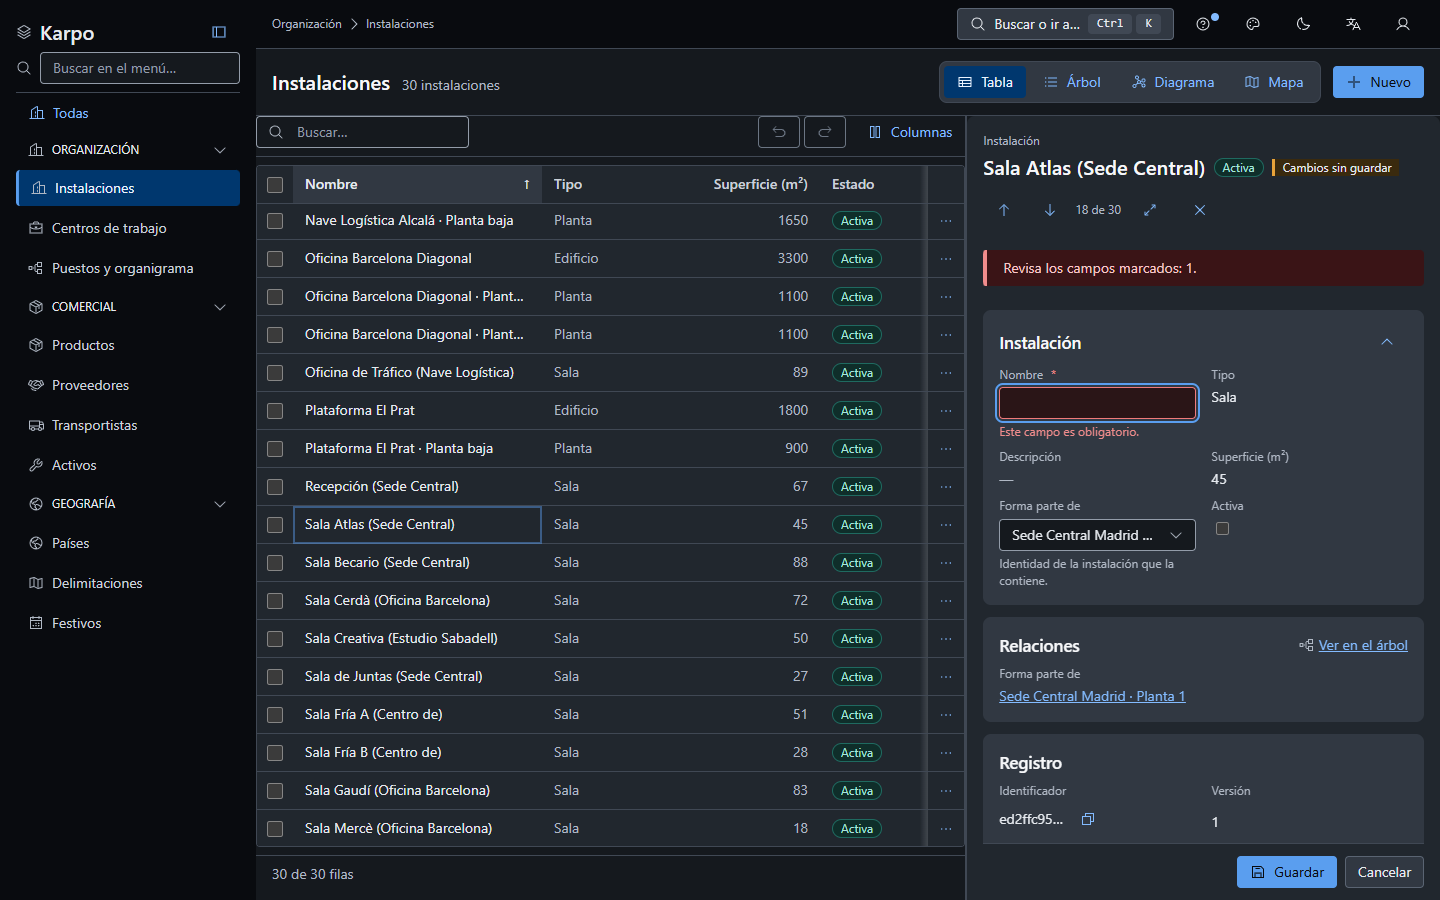 Karpo
Buscar en el menú...
Todas
ORGANIZACIÓN
Instalaciones
Centros de trabajo
Puestos y organigrama
COMERCIAL
Productos
Proveedores
Transportistas
Activos
GEOGRAFÍA
Países
Delimitaciones
Festivos
Organización > Instalaciones
Buscar o ir a... Ctrl K
Instalaciones 30 instalaciones
Tabla Árbol Diagrama Mapa Nuevo
Buscar... Columnas
Nombre ↑ Tipo Superficie (m²) Estado
Nave Logística Alcalá · Planta baja Planta 1650 Activa ...
Oficina Barcelona Diagonal Edificio 3300 Activa ...
Oficina Barcelona Diagonal · Plant... Planta 1100 Activa ...
Oficina Barcelona Diagonal · Plant... Planta 1100 Activa ...
Oficina de Tráfico (Nave Logística) Sala 89 Activa ...
Plataforma El Prat Edificio 1800 Activa ...
Plataforma El Prat · Planta baja Planta 900 Activa ...
Recepción (Sede Central) Sala 67 Activa ...
Sala Atlas (Sede Central) Sala 45 Activa ...
Sala Becario (Sede Central) Sala 88 Activa ...
Sala Cerdà (Oficina Barcelona) Sala 72 Activa ...
Sala Creativa (Estudio Sabadell) Sala 50 Activa ...
Sala de Juntas (Sede Central) Sala 27 Activa ...
Sala Fría A (Centro de) Sala 51 Activa ...
Sala Fría B (Centro de) Sala 28 Activa ...
Sala Gaudí (Oficina Barcelona) Sala 83 Activa ...
Sala Mercè (Oficina Barcelona) Sala 18 Activa ...
30 de 30 filas
Instalación
Sala Atlas (Sede Central) Activa Cambios sin guardar
18 de 30
Revisa los campos marcados: 1.
Instalación
Nombre * Tipo
Sala
Este campo es obligatorio.
Descripción Superficie (m²)
— 45
Forma parte de Activa
Sede Central Madrid ...
Identidad de la instalación que la
contiene.
Relaciones Ver en el árbol
Forma parte de
Sede Central Madrid · Planta 1
Registro
Identificador Versión
ed2ffc95... 1
Guardar Cancelar